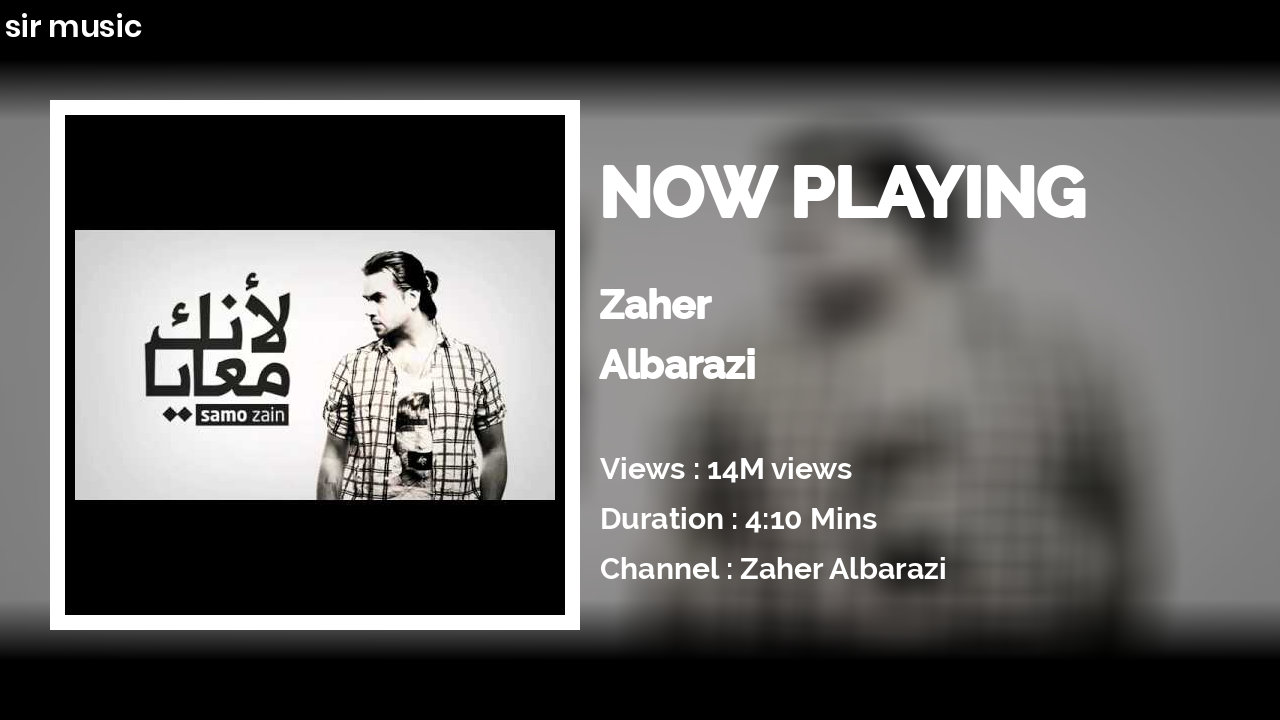 sir music
لأنك
معايا
samo zain
NOW PLAYING
Zaher
Albarazi
Views : 14M views
Duration : 4:10 Mins
Channel : Zaher Albarazi